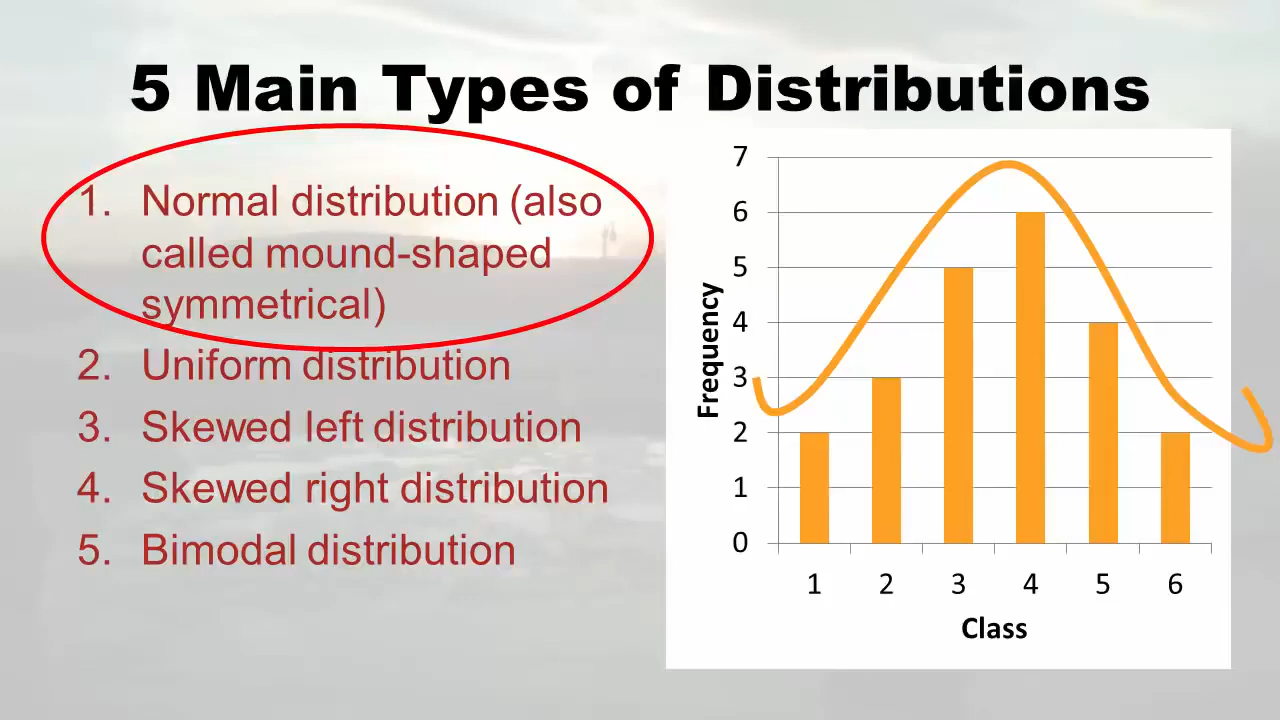 5 Main Types of Distributions
1. Normal distribution (also
called mound-shaped
symmetrical)
2. Uniform distribution
3. Skewed left distribution
4. Skewed right distribution
5. Bimodal distribution
7
6
5
4
3
2
1
0
Frequency
1 2 3 4 5 6
Class